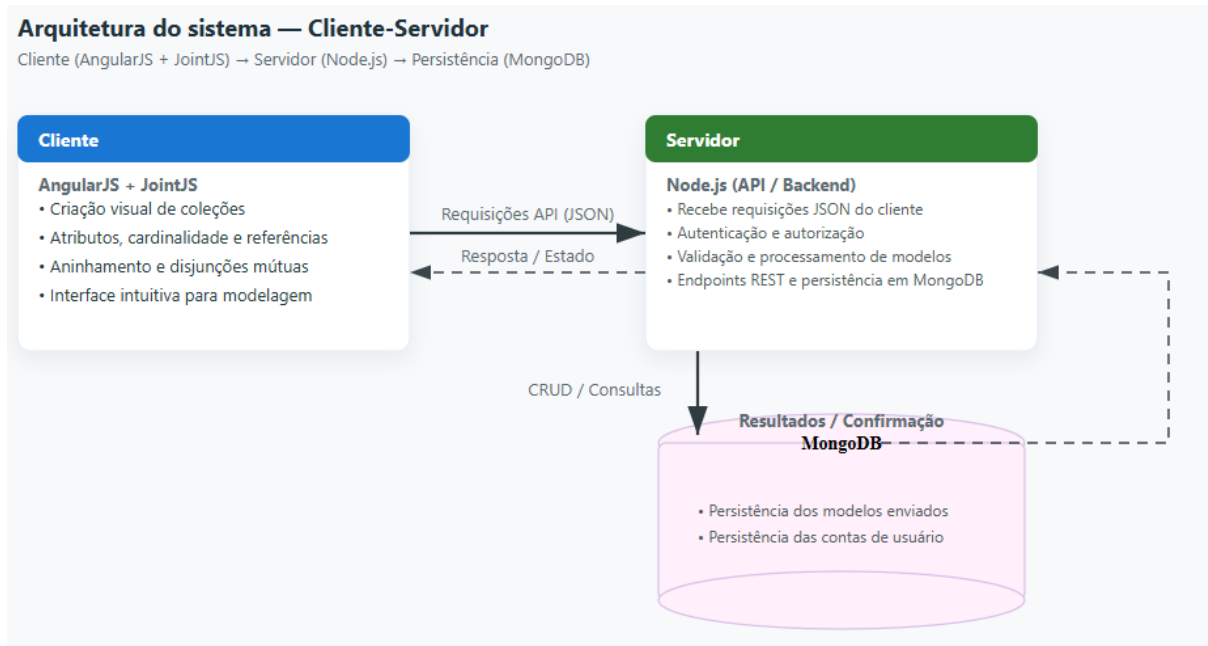 Arquitetura do sistema — Cliente-Servidor
Cliente (AngularJS + JointJS) → Servidor (Node.js) → Persistência (MongoDB)
Cliente
AngularJS + JointJS
• Criação visual de coleções
• Atributos, cardinalidade e referências
• Aninhamento e disjunções mútuas
• Interface intuitiva para modelagem
Requisições API (JSON)
Resposta / Estado
Servidor
Node.js (API / Backend)
• Recebe requisições JSON do cliente
• Autenticação e autorização
• Validação e processamento de modelos
• Endpoints REST e persistência em MongoDB
CRUD / Consultas
Resultados / Confirmação
MongoDB
• Persistência dos modelos enviados
• Persistência das contas de usuário